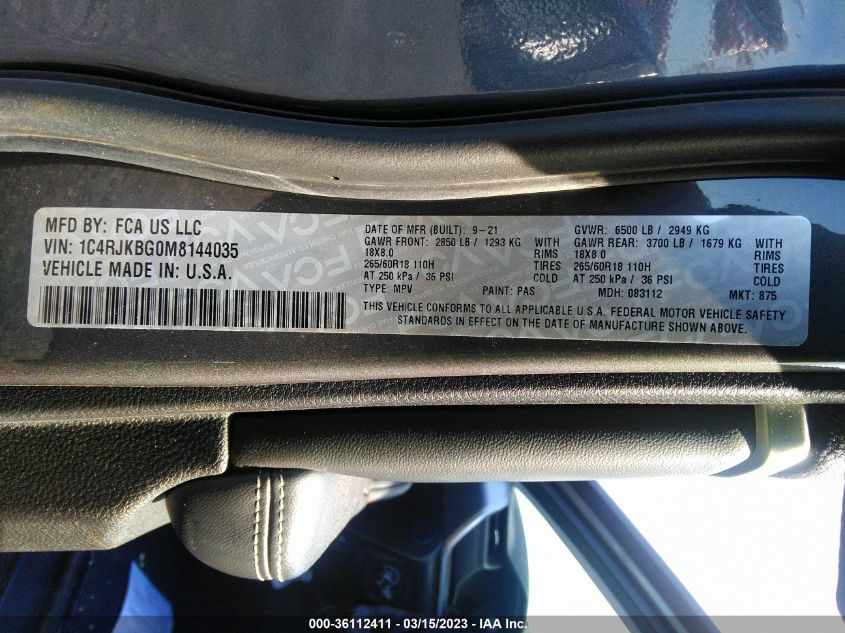 MFD BY: FCA US LLC
VIN: 1C4RJKBG0M8144035
VEHICLE MADE IN: U.S.A.
DATE OF MFR (BUILT): 9-21 GVWR: 6500 LB / 2949 KG
GAWR FRONT: 2850 LB / 1293 KG GAWR REAR: 3700 LB / 1679 KG
18X8.0 RIMS 18X8.0 RIMS
265/60R18 110H TIRES 265/60R18 110H TIRES
AT 250 kPa / 36 PSI COLD AT 250 kPa / 36 PSI COLD
TYPE: MPV PAINT: PAS MDH: 083112 MKT: 875
THIS VEHICLE CONFORMS TO ALL APPLICABLE U.S.A. FEDERAL MOTOR VEHICLE SAFETY
STANDARDS IN EFFECT ON THE DATE OF MANUFACTURE SHOWN ABOVE.
000-36112411 - 03/15/2023 - IAA Inc.